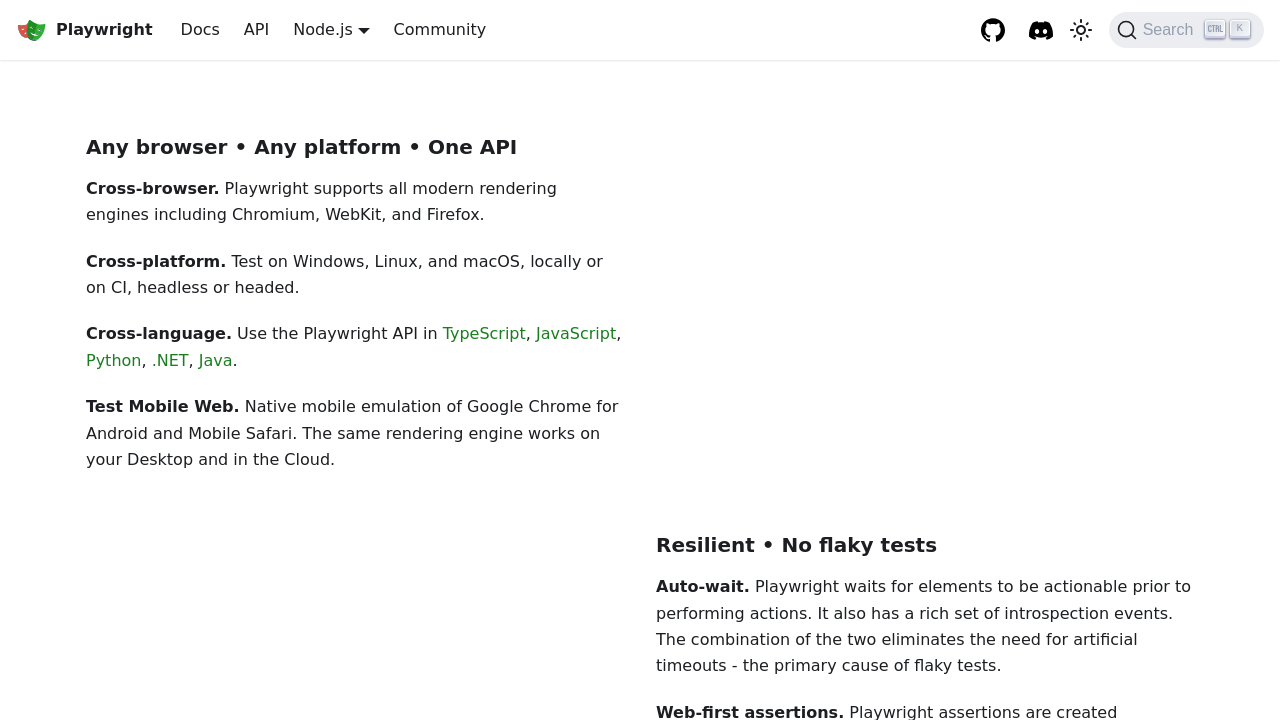 Playwright Docs API Node.js Community Search CTRL K
Any browser • Any platform • One API
Cross-browser. Playwright supports all modern rendering
engines including Chromium, WebKit, and Firefox.
Cross-platform. Test on Windows, Linux, and macOS, locally or
on CI, headless or headed.
Cross-language. Use the Playwright API in TypeScript, JavaScript,
Python, .NET, Java.
Test Mobile Web. Native mobile emulation of Google Chrome for
Android and Mobile Safari. The same rendering engine works on
your Desktop and in the Cloud.
Resilient • No flaky tests
Auto-wait. Playwright waits for elements to be actionable prior to
performing actions. It also has a rich set of introspection events.
The combination of the two eliminates the need for artificial
timeouts - the primary cause of flaky tests.
Web-first assertions. Playwright assertions are created